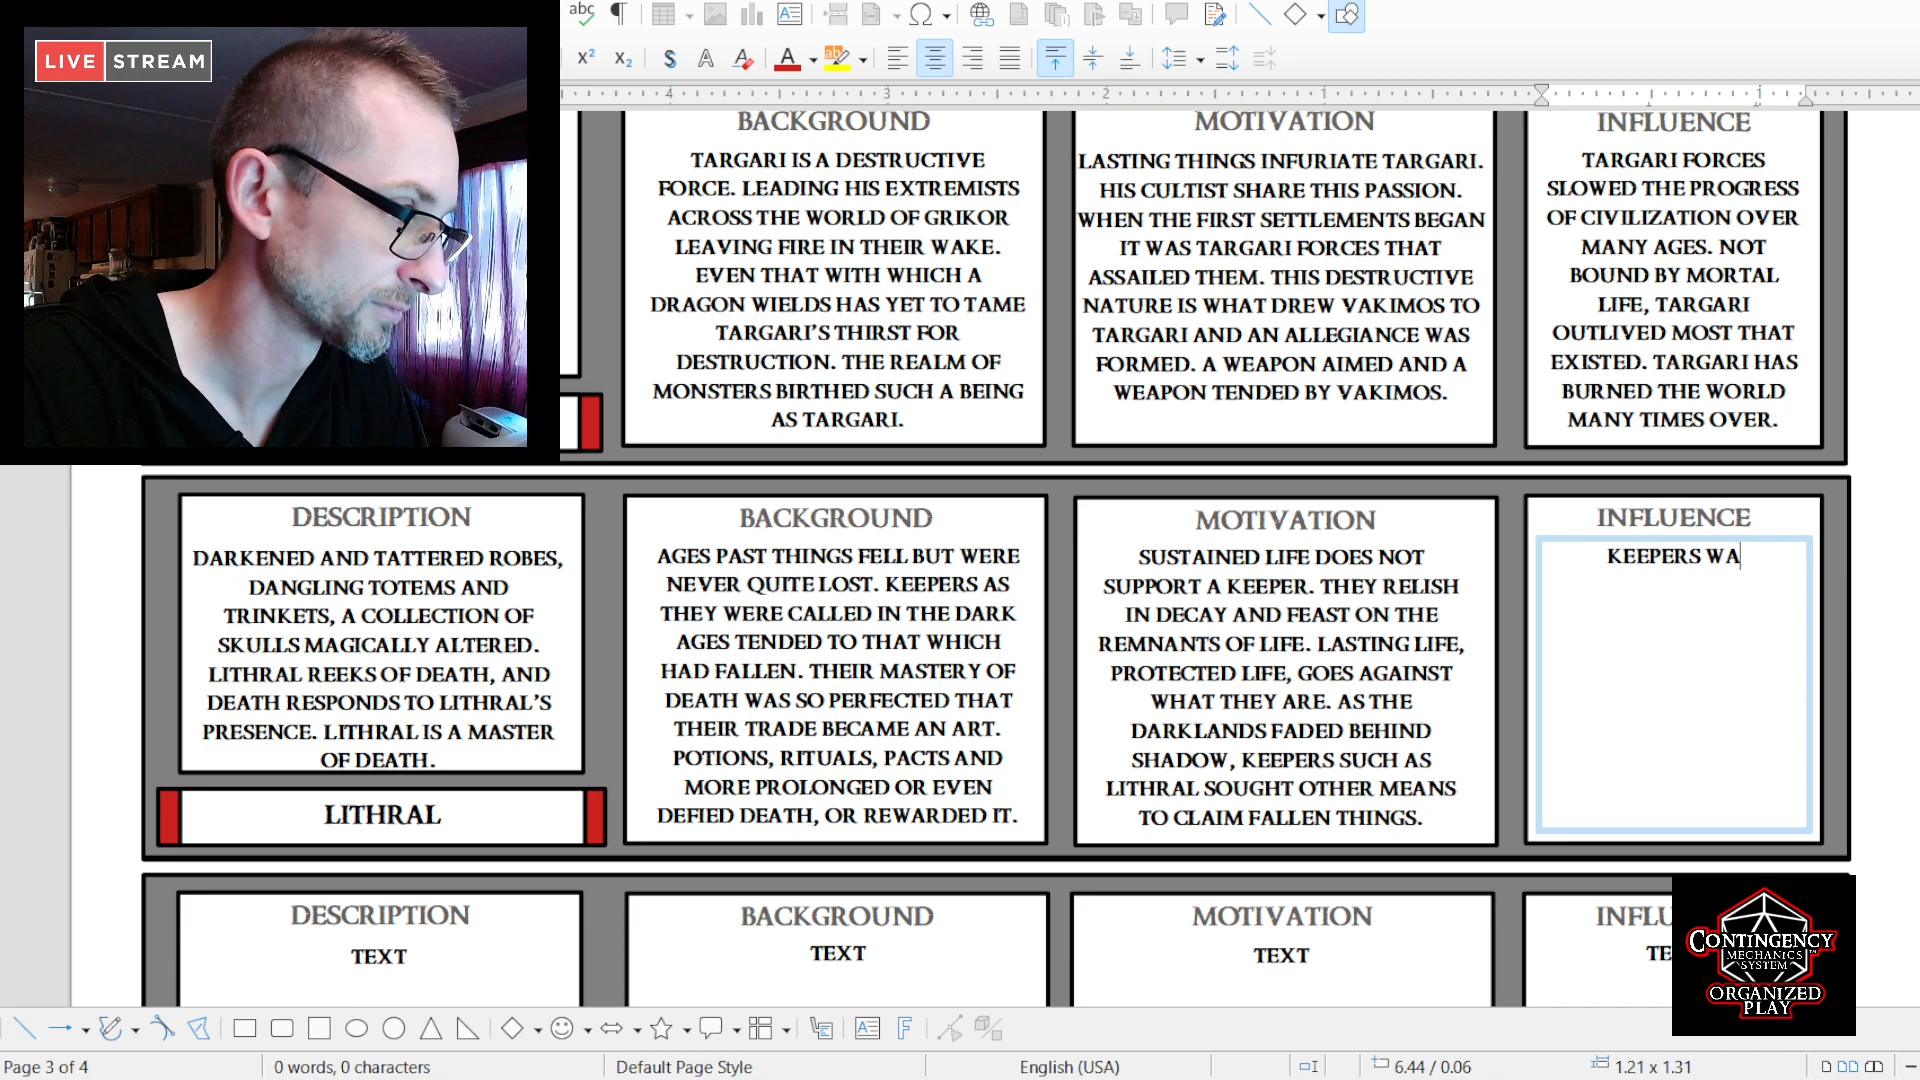 LIVE STREAM
4 3 2 1 1
BACKGROUND
TARGARI IS A DESTRUCTIVE
FORCE. LEADING HIS EXTREMISTS
ACROSS THE WORLD OF GRIKOR
LEAVING FIRE IN THEIR WAKE.
EVEN THAT WITH WHICH A
DRAGON WIELDS HAS YET TO TAME
TARGARI'S THIRST FOR
DESTRUCTION. THE REALM OF
MONSTERS BIRTHED SUCH A BEING
AS TARGARI.
MOTIVATION
LASTING THINGS INFURIATE TARGARI.
HIS CULTIST SHARE THIS PASSION.
WHEN THE FIRST SETTLEMENTS BEGAN
IT WAS TARGARI FORCES THAT
ASSAILED THEM. THIS DESTRUCTIVE
NATURE IS WHAT DREW VAKIMOS TO
TARGARI AND AN ALLEGIANCE WAS
FORMED. A WEAPON AIMED AND A
WEAPON TENDED BY VAKIMOS.
INFLUENCE
TARGARI FORCES
SLOWED THE PROGRESS
OF CIVILIZATION OVER
MANY AGES. NOT
BOUND BY MORTAL
LIFE, TARGARI
OUTLIVED MOST THAT
EXISTED. TARGARI HAS
BURNED THE WORLD
MANY TIMES OVER.
DESCRIPTION
DARKENED AND TATTERED ROBES,
DANGLING TOTEMS AND
TRINKETS, A COLLECTION OF
SKULLS MAGICALLY ALTERED.
LITHRAL REEKS OF DEATH, AND
DEATH RESPONDS TO LITHRAL'S
PRESENCE. LITHRAL IS A MASTER
OF DEATH.
LITHRAL
BACKGROUND
AGES PAST THINGS FELL BUT WERE
NEVER QUITE LOST. KEEPERS AS
THEY WERE CALLED IN THE DARK
AGES TENDED TO THAT WHICH
HAD FALLEN. THEIR MASTERY OF
DEATH WAS SO PERFECTED THAT
THEIR TRADE BECAME AN ART.
POTIONS, RITUALS, PACTS AND
MORE PROLONGED OR EVEN
DEFIED DEATH, OR REWARDED IT.
MOTIVATION
SUSTAINED LIFE DOES NOT
SUPPORT A KEEPER. THEY RELISH
IN DECAY AND FEAST ON THE
REMNANTS OF LIFE. LASTING LIFE,
PROTECTED LIFE, GOES AGAINST
WHAT THEY ARE. AS THE
DARKLANDS FADED BEHIND
SHADOW, KEEPERS SUCH AS
LITHRAL SOUGHT OTHER MEANS
TO CLAIM FALLEN THINGS.
INFLUENCE
KEEPERS WA
DESCRIPTION
TEXT
BACKGROUND
TEXT
MOTIVATION
TEXT
INFLU
TE
CONTINGENCY
MECHANICS
SYSTEM
ORGANIZED
PLAY
Page 3 of 4
0 words, 0 characters
Default Page Style
English (USA)
6.44 / 0.06
1.21 x 1.31